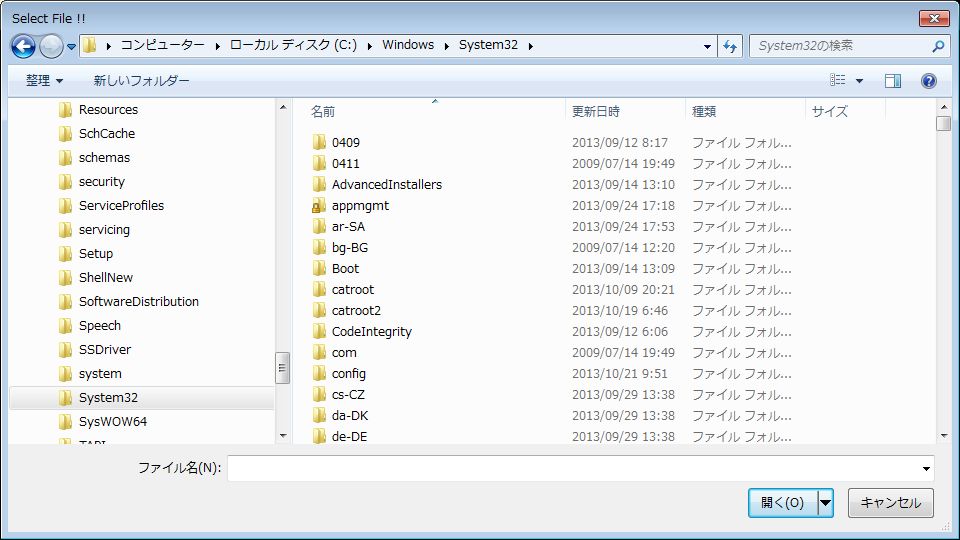 Select File !!
コンピューター ローカル ディスク (C:) Windows System32 System32の検索
整理 新しいフォルダー
Resources
SchCache
schemas
security
ServiceProfiles
servicing
Setup
ShellNew
SoftwareDistribution
Speech
SSDriver
system
System32
SysWOW64
TAPI
名前 更新日時 種類 サイズ
0409 2013/09/12 8:17 ファイル フォル...
0411 2009/07/14 19:49 ファイル フォル...
AdvancedInstallers 2013/09/14 13:10 ファイル フォル...
appmgmt 2013/09/24 17:18 ファイル フォル...
ar-SA 2013/09/24 17:53 ファイル フォル...
bg-BG 2009/07/14 12:20 ファイル フォル...
Boot 2013/09/14 13:09 ファイル フォル...
catroot 2013/10/09 20:21 ファイル フォル...
catroot2 2013/10/19 6:46 ファイル フォル...
CodeIntegrity 2013/09/12 6:06 ファイル フォル...
com 2009/07/14 19:49 ファイル フォル...
config 2013/10/21 9:51 ファイル フォル...
cs-CZ 2013/09/29 13:38 ファイル フォル...
da-DK 2013/09/29 13:38 ファイル フォル...
de-DE 2013/09/29 13:38 ファイル フォル...
ファイル名(N):
開く(O) キャンセル